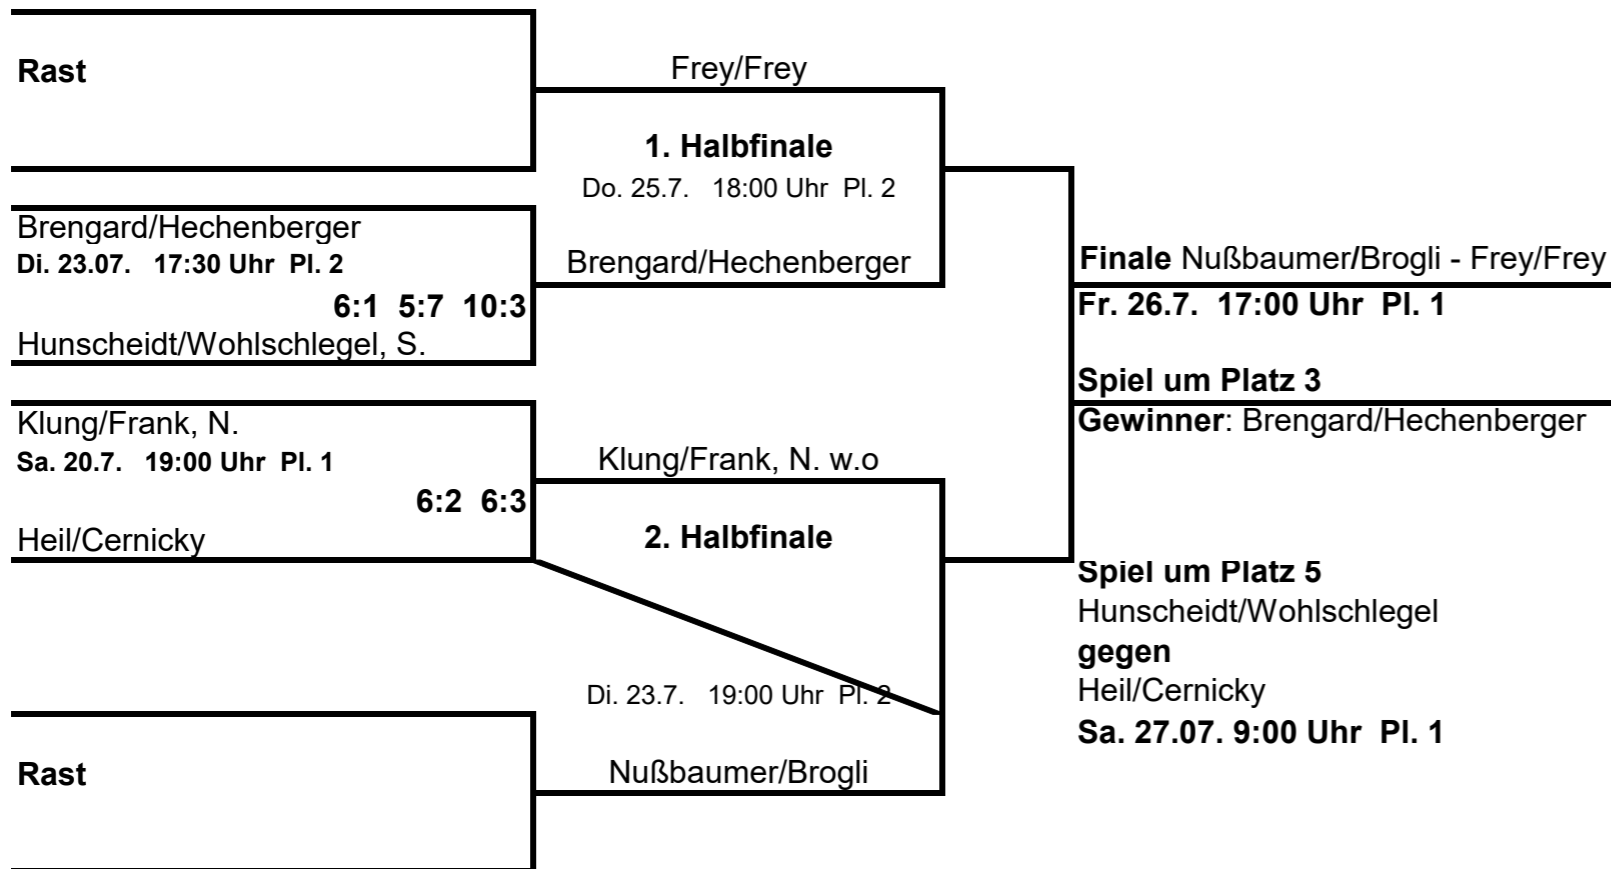 Rast
Brengard/Hechenberger
Di. 23.07. 17:30 Uhr Pl. 2
6:1 5:7 10:3
Hunscheidt/Wohlschlegel, S.
Klung/Frank, N.
Sa. 20.7. 19:00 Uhr Pl. 1
6:2 6:3
Heil/Cernicky
Rast
Frey/Frey
1. Halbfinale
Do. 25.7. 18:00 Uhr Pl. 2
Brengard/Hechenberger
Klung/Frank, N. w.o
2. Halbfinale
Di. 23.7. 19:00 Uhr Pl. 2
Nußbaumer/Brogli
Finale Nußbaumer/Brogli - Frey/Frey
Fr. 26.7. 17:00 Uhr Pl. 1
Spiel um Platz 3
Gewinner: Brengard/Hechenberger
Spiel um Platz 5
Hunscheidt/Wohlschlegel
gegen
Heil/Cernicky
Sa. 27.07. 9:00 Uhr Pl. 1